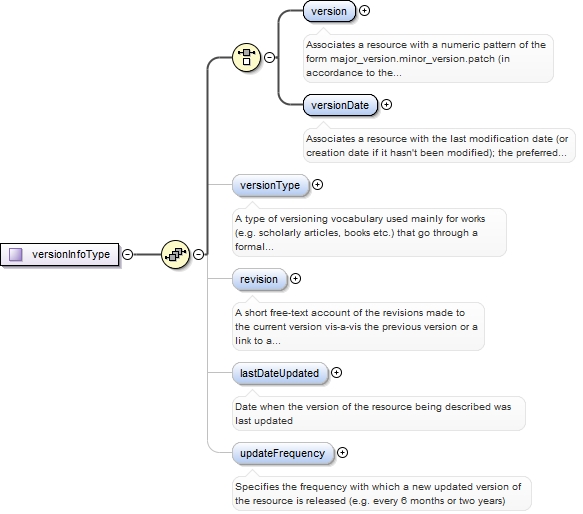 version
Associates a resource with a numeric pattern of the
form major_version.minor_version.patch (in
accordance to the...
versionDate
Associates a resource with the last modification date (or
creation date if it hasn't been modified); the preferred...
versionType
A type of versioning vocabulary used mainly for works
(e.g. scholarly articles, books etc.) that go through a
formal...
versionInfoType
revision
A short free-text account of the revisions made to
the current version vis-a-vis the previous version or a
link to a...
lastDateUpdated
Date when the version of the resource being described was
last updated
updateFrequency
Specifies the frequency with which a new updated version of
the resource is released (e.g. every 6 months or two years)